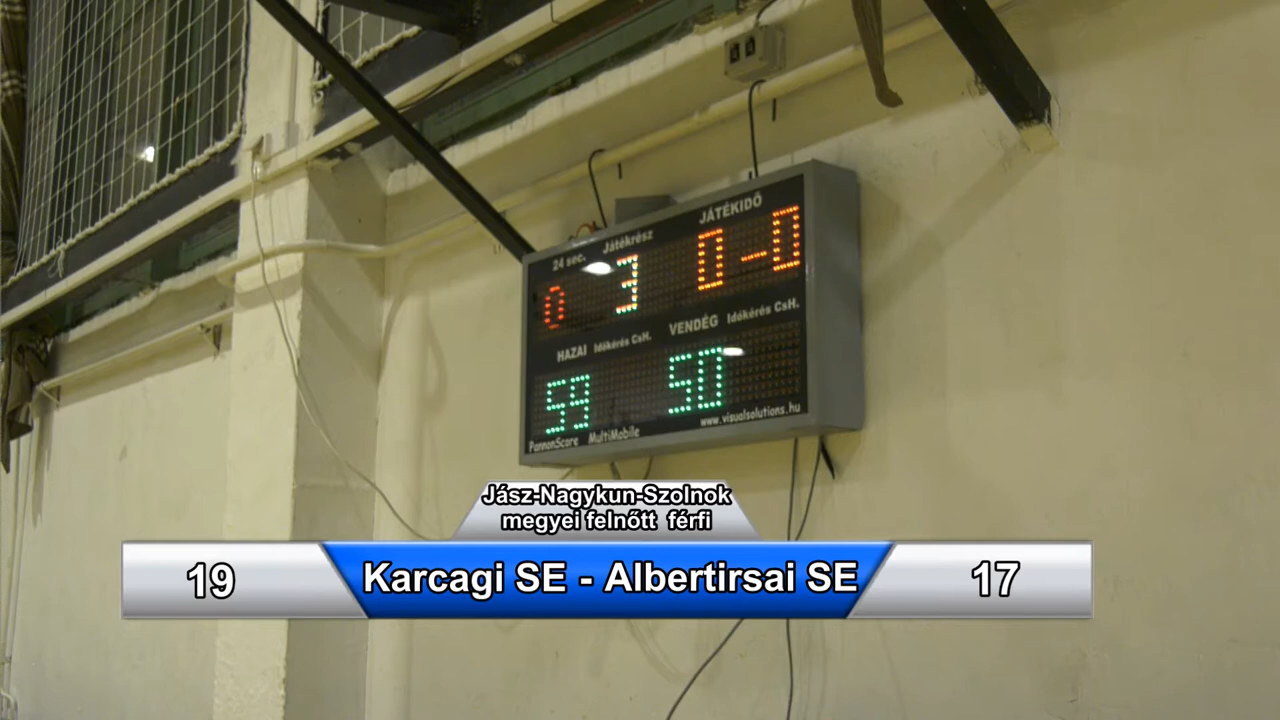 JÁTÉKIDŐ
24 sec. Játékrész
0 3 0-0
HAZAI Időkérés CsH. VENDÉG Időkérés CsH.
59 50
PannonScore MultiMobile www.visualsolutions.hu
Jász-Nagykun-Szolnok
megyei felnőtt férfi
19 Karcagi SE - Albertirsai SE 17